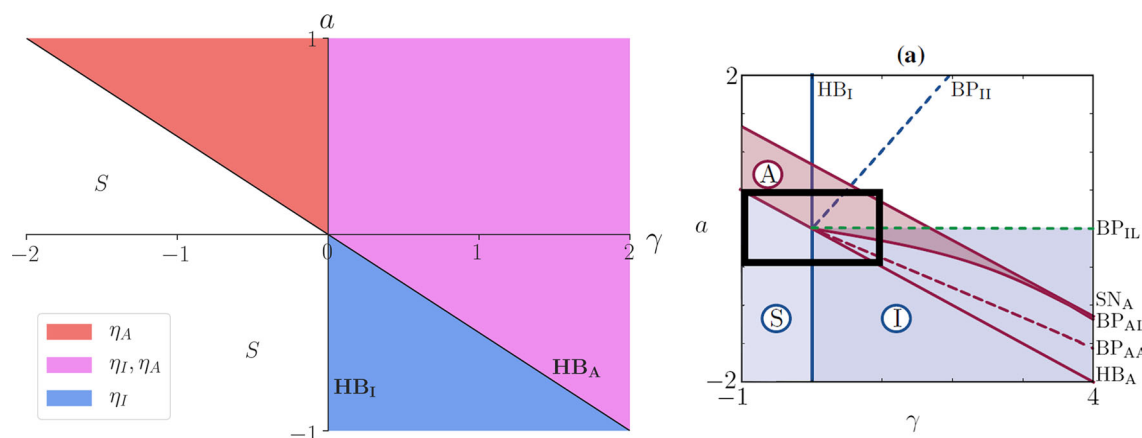 a
1
S
-2
-1
0
1
2
γ
η_A
η_I, η_A
η_I
S
HB_I
HB_A
-1
(a)
2
HB_I
BP_II
A
a
BP_IL
S
I
SN_A
BP_AL
BP_AA
HB_A
-2
-1
γ
4